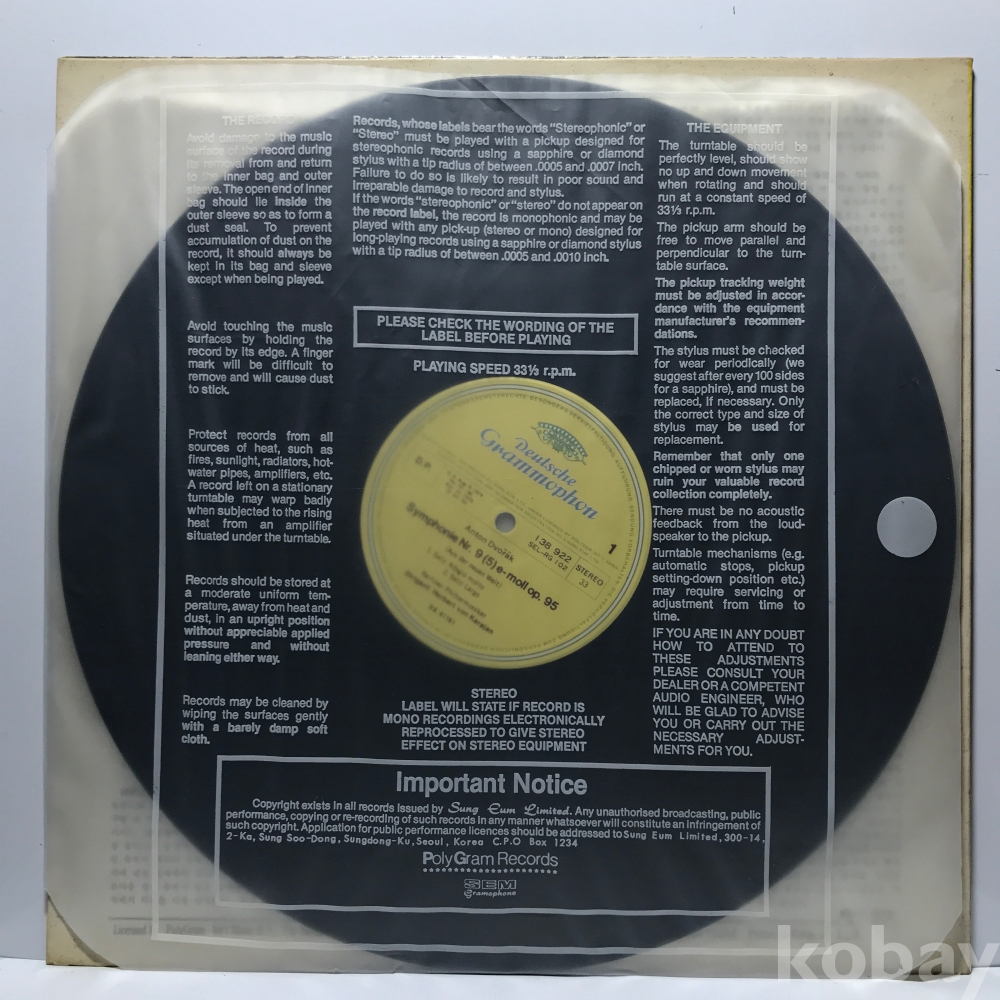 THE RECORD
Avoid damage to the music
surface of the record during
its removal from and return
to the inner bag and outer
sleeve. The open end of inner
bag should lie inside the
outer sleeve so as to form a
dust seal. To prevent
accumulation of dust on the
record, it should always be
kept in its bag and sleeve
except when being played.
Avoid touching the music
surfaces by holding the
record by its edge. A finger
mark will be difficult to
remove and will cause dust
to stick.
Protect records from all
sources of heat, such as
fires, sunlight, radiators, hot-
water pipes, amplifiers, etc.
A record left on a stationary
turntable may warp badly
when subjected to the rising
heat from an amplifier
situated under the turntable.
Records should be stored at
a moderate uniform tem-
perature, away from heat and
dust, in an upright position
without appreciable applied
pressure and without
leaning either way.
Records may be cleaned by
wiping the surfaces gently
with a barely damp soft
cloth.
Records, whose labels bear the words "Stereophonic" or
"Stereo" must be played with a pickup designed for
stereophonic records using a sapphire or diamond
stylus with a tip radius of between .0005 and .0007 inch.
Failure to do so is likely to result in poor sound and
irreparable damage to record and stylus.
If the words "stereophonic" or "stereo" do not appear on
the record label, the record is monophonic and may be
played with any pick-up (stereo or mono) designed for
long-playing records using a sapphire or diamond stylus
with a tip radius of between .0005 and .0010 inch.
PLEASE CHECK THE WORDING OF THE
LABEL BEFORE PLAYING
PLAYING SPEED 33⅓ r.p.m.
Deutsche
Grammophon
138 922
SEL-RG 102
STEREO
33
1
Anton Dvořák
Symphonie Nr. 9 (5) e-moll op. 95
(Aus der neuen Welt)
Berliner Philharmoniker
Dirigent: Herbert von Karajan
STEREO
LABEL WILL STATE IF RECORD IS
MONO RECORDINGS ELECTRONICALLY
REPROCESSED TO GIVE STEREO
EFFECT ON STEREO EQUIPMENT
THE EQUIPMENT
The turntable should be
perfectly level, should show
no up and down movement
when rotating and should
run at a constant speed of
33⅓ r.p.m.
The pickup arm should be
free to move parallel and
perpendicular to the turn-
table surface.
The pickup tracking weight
must be adjusted in accor-
dance with the equipment
manufacturer's recommen-
dations.
The stylus must be checked
for wear periodically (we
suggest after every 100 sides
for a sapphire), and must be
replaced, if necessary. Only
the correct type and size of
stylus may be used for
replacement.
Remember that only one
chipped or worn stylus may
ruin your valuable record
collection completely.
There must be no acoustic
feedback from the loud-
speaker to the pickup.
Turntable mechanisms (e.g.
automatic stops, pickup
setting-down position etc.)
may require servicing or
adjustment from time to
time.
IF YOU ARE IN ANY DOUBT
HOW TO ATTEND TO
THESE ADJUSTMENTS
PLEASE CONSULT YOUR
DEALER OR A COMPETENT
AUDIO ENGINEER, WHO
WILL BE GLAD TO ADVISE
YOU OR CARRY OUT THE
NECESSARY ADJUST-
MENTS FOR YOU.
Important Notice
Copyright exists in all records issued by Sung Eum Limited. Any unauthorised broadcasting, public
performance, copying or re-recording of such records in any manner whatsoever will constitute an infringement of
such copyright. Application for public performance licences should be addressed to Sung Eum Limited, 300-14,
2-Ka, Sung Soo-Dong, Sungdong-Ku, Seoul, Korea C.P.O Box 1234
PolyGram Records
SEM
Gramophone
kobay